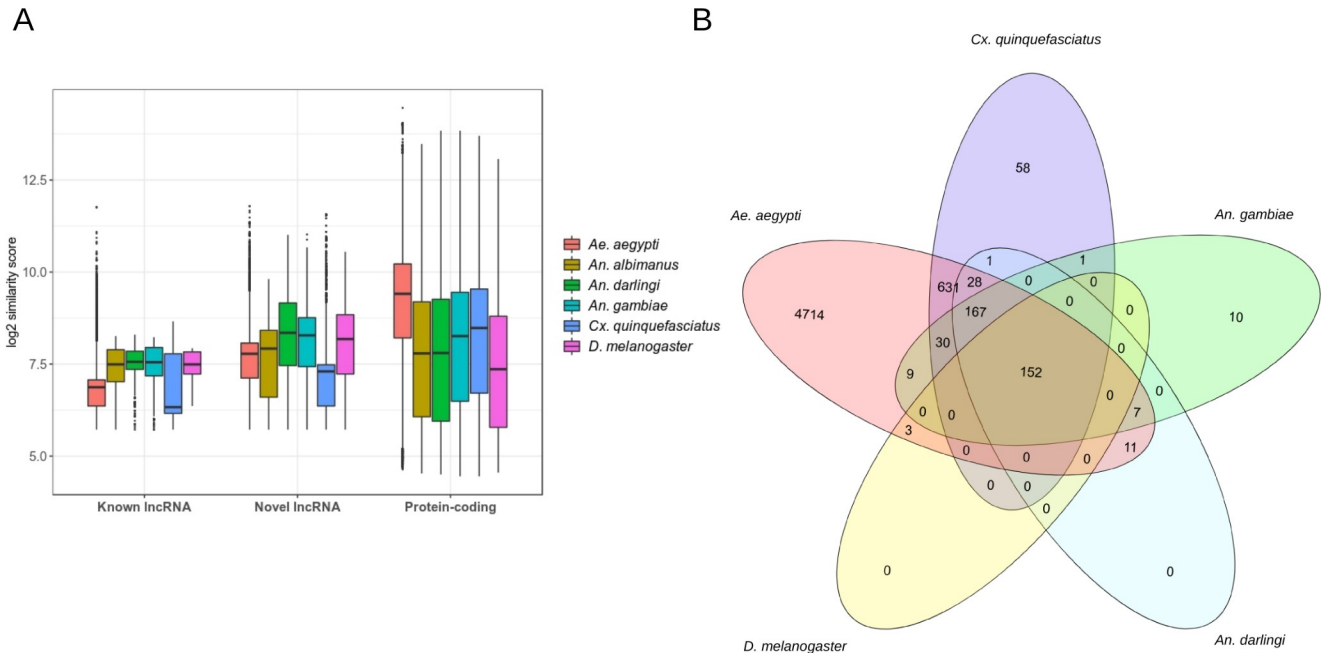 A
B
log2 similarity score
12.5
10.0
7.5
5.0
Known lncRNA
Novel lncRNA
Protein-coding
Ae. aegypti
An. albimanus
An. darlingi
An. gambiae
Cx. quinquefasciatus
D. melanogaster
Cx. quinquefasciatus
Ae. aegypti
An. gambiae
58
1
1
631
28
0
0
4714
167
0
0
10
30
0
9
152
0
0
0
0
7
3
11
0
0
0
0
0
0
0
0
D. melanogaster
An. darlingi